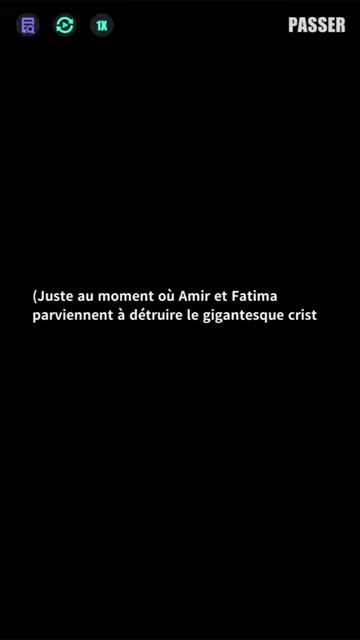 1X
PASSER
(Juste au moment où Amir et Fatima
parviennent à détruire le gigantesque crist